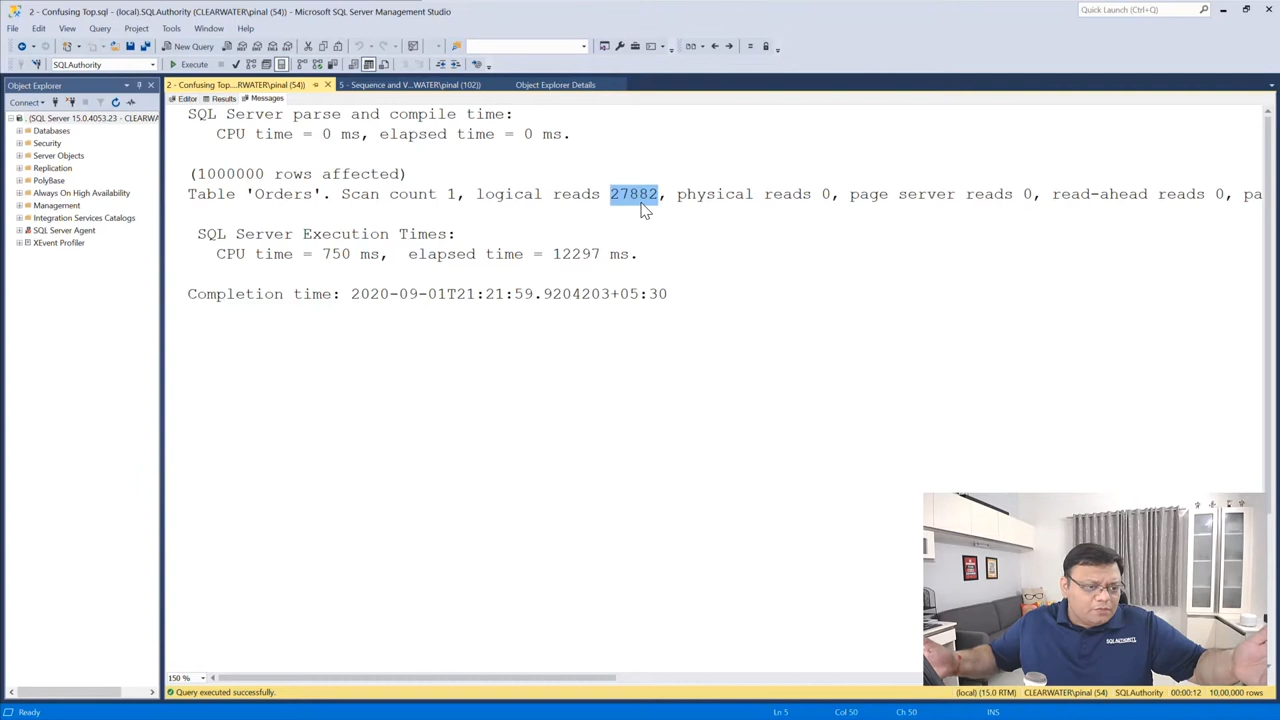 2 - Confusing Top.sql - (local).SQLAuthority (CLEARWATER\pinal (54)) - Microsoft SQL Server Management Studio
Quick Launch (Ctrl+Q)
File Edit View Query Project Tools Window Help
New Query
SQLAuthority Execute
Object Explorer
2 - Confusing Top....RWATER\pinal (54)) 5 - Sequence and V...WATER\pinal (102)) Object Explorer Details
Connect
Editor Results Messages
. (SQL Server 15.0.4053.23 - CLEARWA
Databases
Security
Server Objects
Replication
PolyBase
Always On High Availability
Management
Integration Services Catalogs
SQL Server Agent
XEvent Profiler
SQL Server parse and compile time:
CPU time = 0 ms, elapsed time = 0 ms.
(1000000 rows affected)
Table 'Orders'. Scan count 1, logical reads 27882, physical reads 0, page server reads 0, read-ahead reads 0, pa
SQL Server Execution Times:
CPU time = 750 ms, elapsed time = 12297 ms.
Completion time: 2020-09-01T21:21:59.9204203+05:30
SQLAUTHORITY
150 %
Query executed successfully. (local) (15.0 RTM) CLEARWATER\pinal (54) SQLAuthority 00:00:12 10,00,000 rows
Ready Ln 5 Col 50 Ch 50 INS